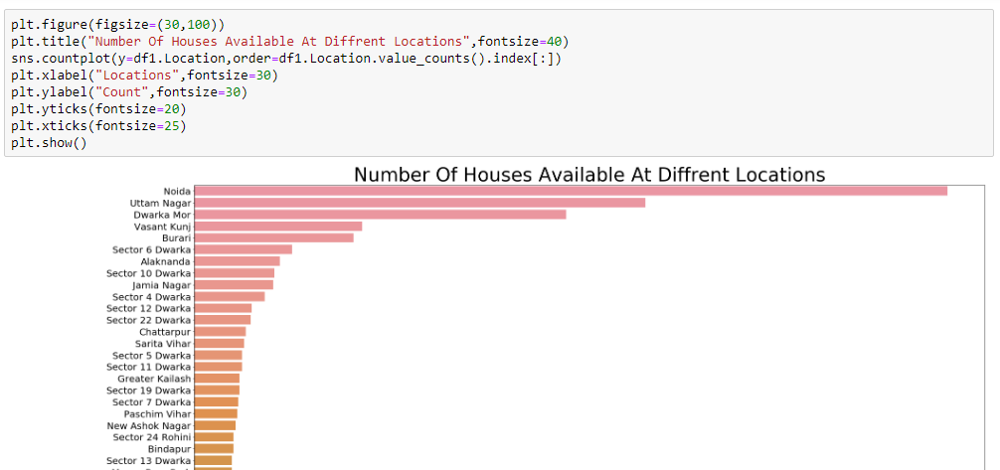 plt.figure(figsize=(30,100))
plt.title("Number Of Houses Available At Diffrent Locations",fontsize=40)
sns.countplot(y=df1.Location,order=df1.Location.value_counts().index[:])
plt.xlabel("Locations",fontsize=30)
plt.ylabel("Count",fontsize=30)
plt.yticks(fontsize=20)
plt.xticks(fontsize=25)
plt.show()
Number Of Houses Available At Diffrent Locations
Noida
Uttam Nagar
Dwarka Mor
Vasant Kunj
Burari
Sector 6 Dwarka
Alaknanda
Sector 10 Dwarka
Jamia Nagar
Sector 4 Dwarka
Sector 12 Dwarka
Sector 22 Dwarka
Chattarpur
Sarita Vihar
Sector 5 Dwarka
Sector 11 Dwarka
Greater Kailash
Sector 19 Dwarka
Sector 7 Dwarka
Paschim Vihar
New Ashok Nagar
Sector 24 Rohini
Bindapur
Sector 13 Dwarka